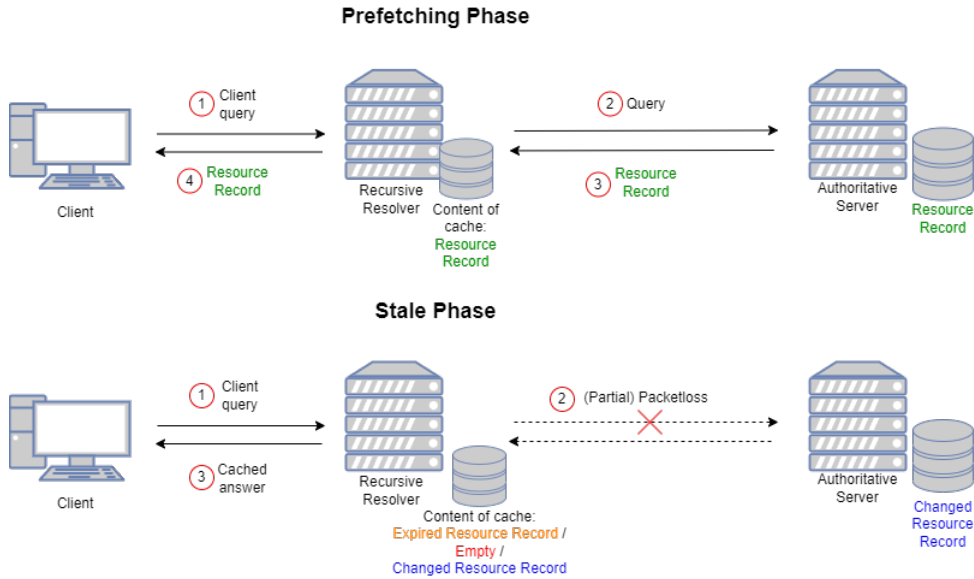 Prefetching Phase
1 Client
query
2 Query
4 Resource
Record
3 Resource
Record
Client
Recursive
Resolver
Content of
cache:
Resource
Record
Authoritative
Server
Resource
Record
Stale Phase
1 Client
query
2 (Partial) Packetloss
3 Cached
answer
Client
Recursive
Resolver
Content of cache:
Expired Resource Record /
Empty /
Changed Resource Record
Authoritative
Server
Changed
Resource
Record